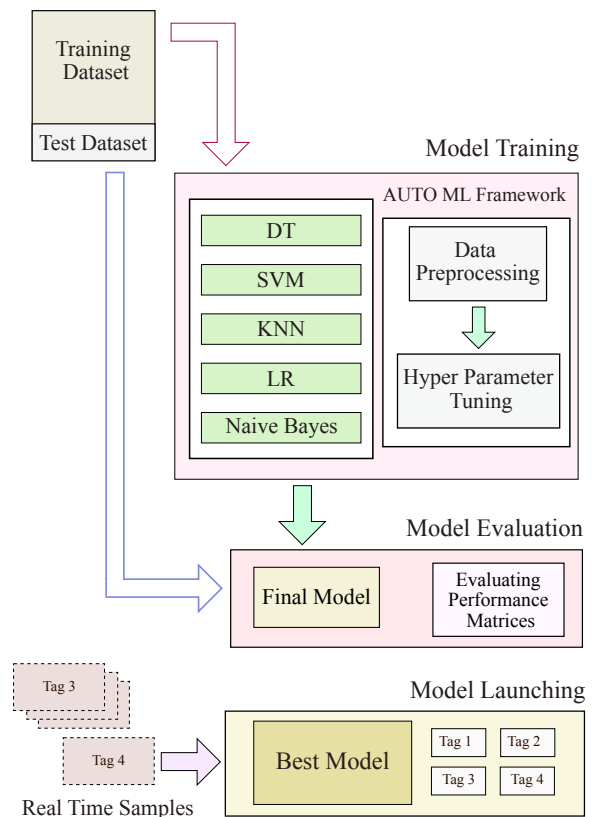 Training
Dataset
Test Dataset
Model Training
AUTO ML Framework
DT
SVM
KNN
LR
Naive Bayes
Data
Preprocessing
Hyper Parameter
Tuning
Model Evaluation
Final Model
Evaluating
Performance
Matrices
Model Launching
Tag 3
Tag 4
Real Time Samples
Best Model
Tag 1
Tag 2
Tag 3
Tag 4